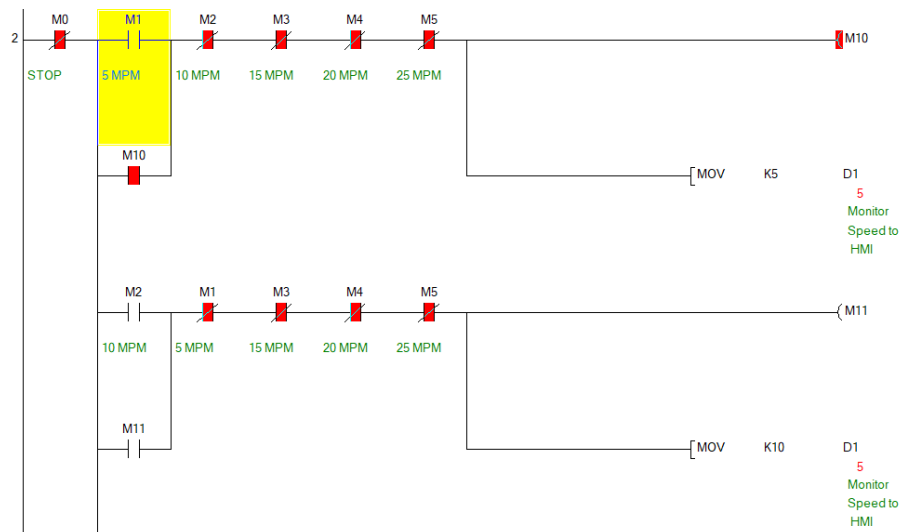 M0 M1 M2 M3 M4 M5
2 M10
STOP 5 MPM 10 MPM 15 MPM 20 MPM 25 MPM
M10
MOV K5 D1
5
Monitor
Speed to
HMI
M2 M1 M3 M4 M5
M11
10 MPM 5 MPM 15 MPM 20 MPM 25 MPM
M11
MOV K10 D1
5
Monitor
Speed to
HMI